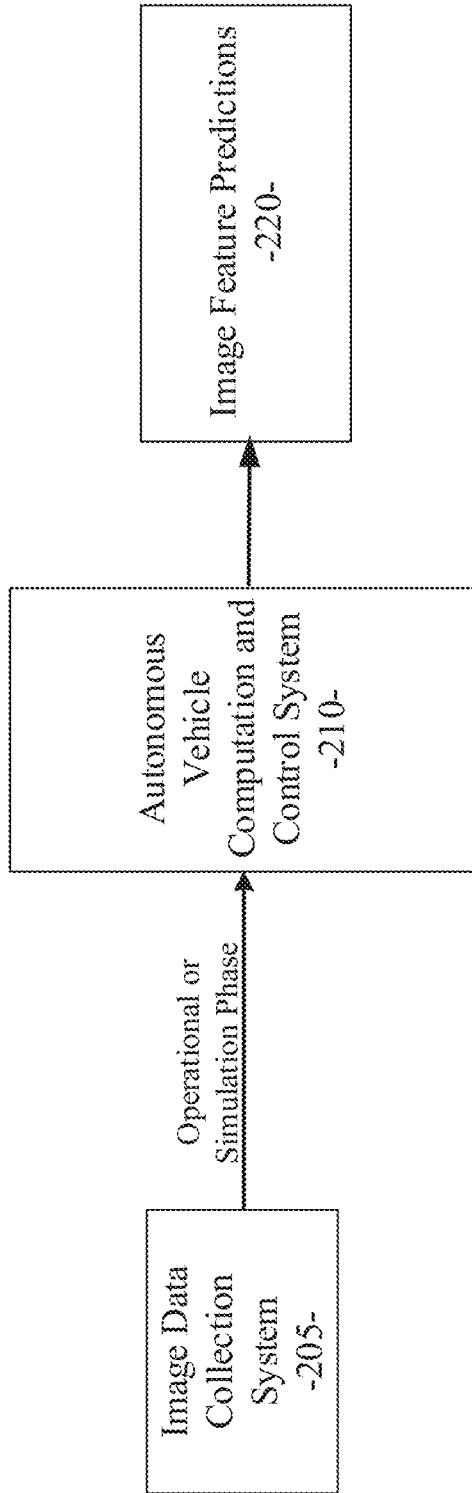 Image Data
Collection
System
-205-
Operational or
Simulation Phase
Autonomous
Vehicle
Computation and
Control System
-210-
Image Feature Predictions
-220-